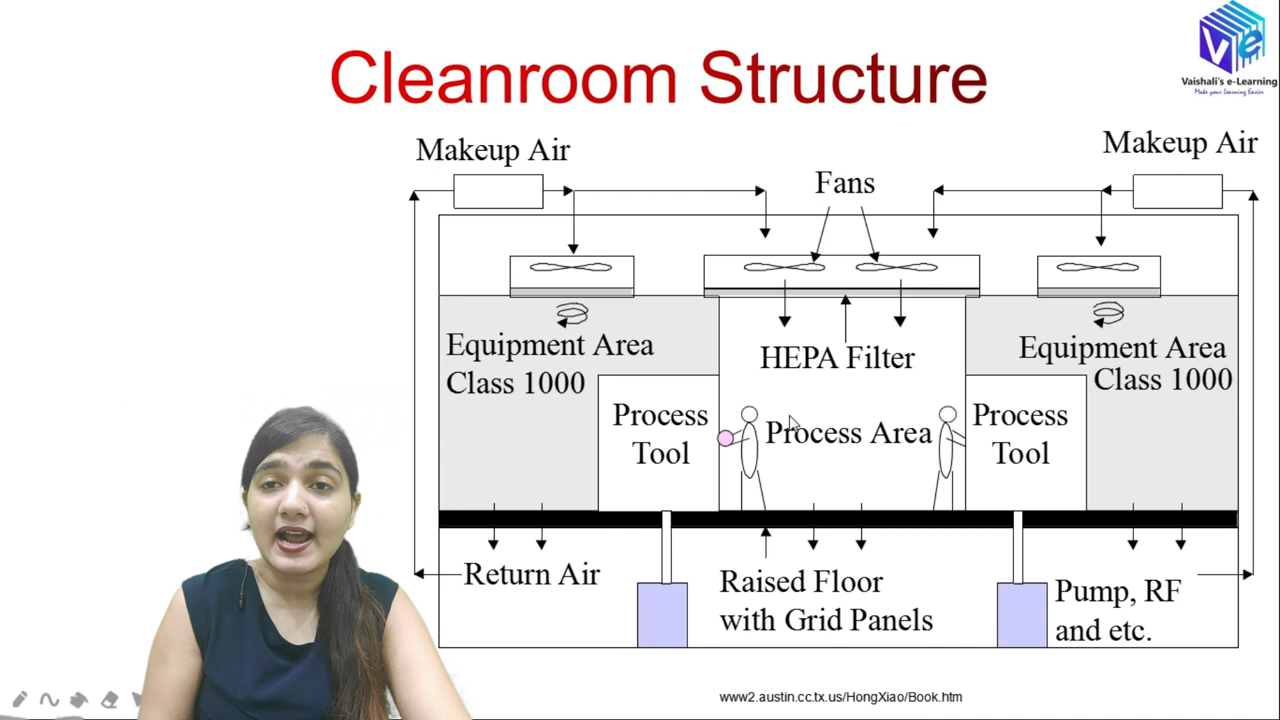 Cleanroom Structure
Vaishali's e-Learning
Make your Learning Easier
Makeup Air
Makeup Air
Fans
HEPA Filter
Equipment Area
Class 1000
Equipment Area
Class 1000
Process
Tool
Process Area
Process
Tool
Return Air
Raised Floor
with Grid Panels
Pump, RF
and etc.
www2.austin.cc.tx.us/HongXiao/Book.htm